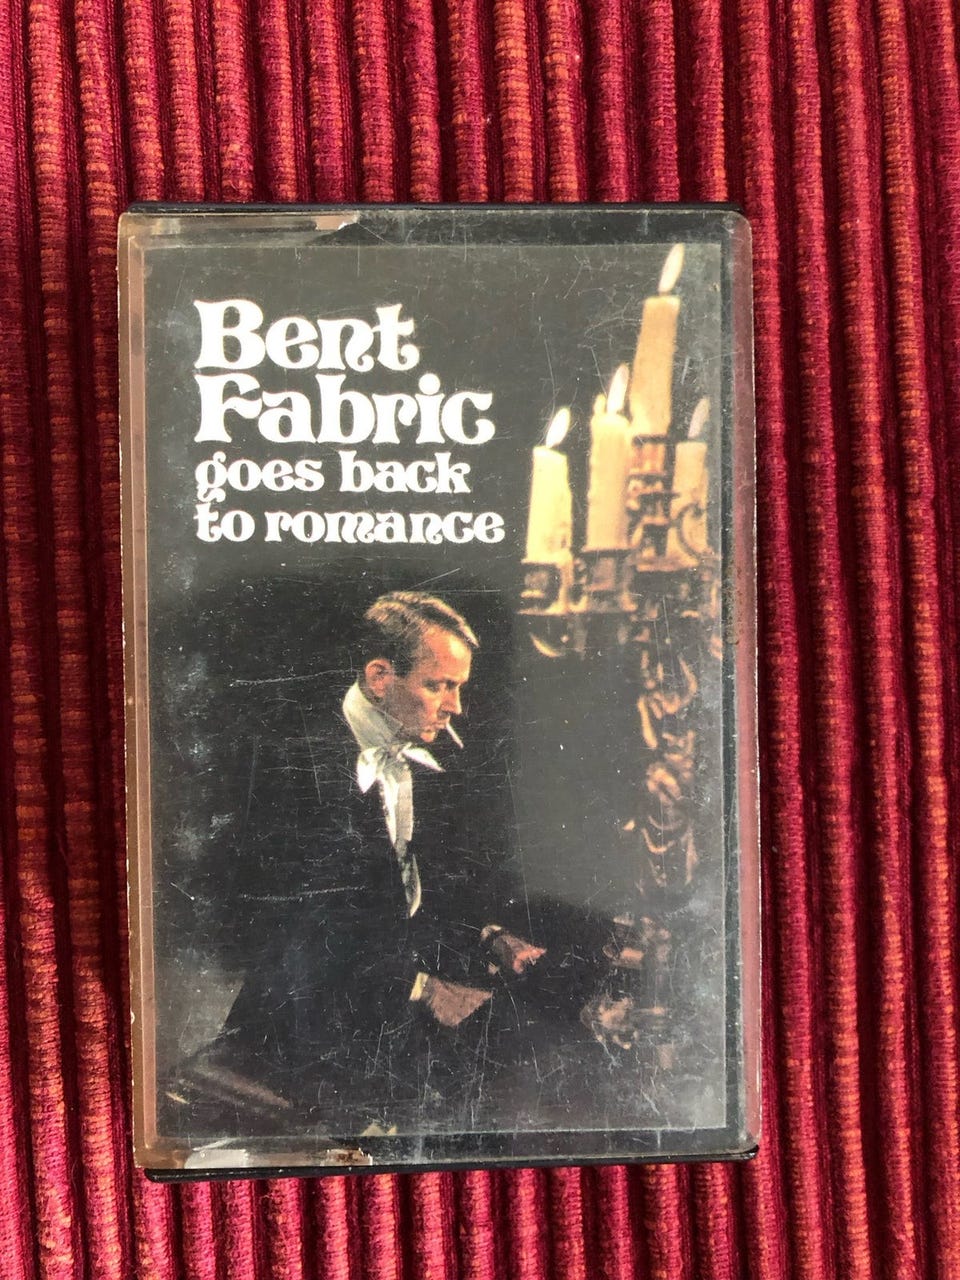 Bent
Fabric
goes back
to romance